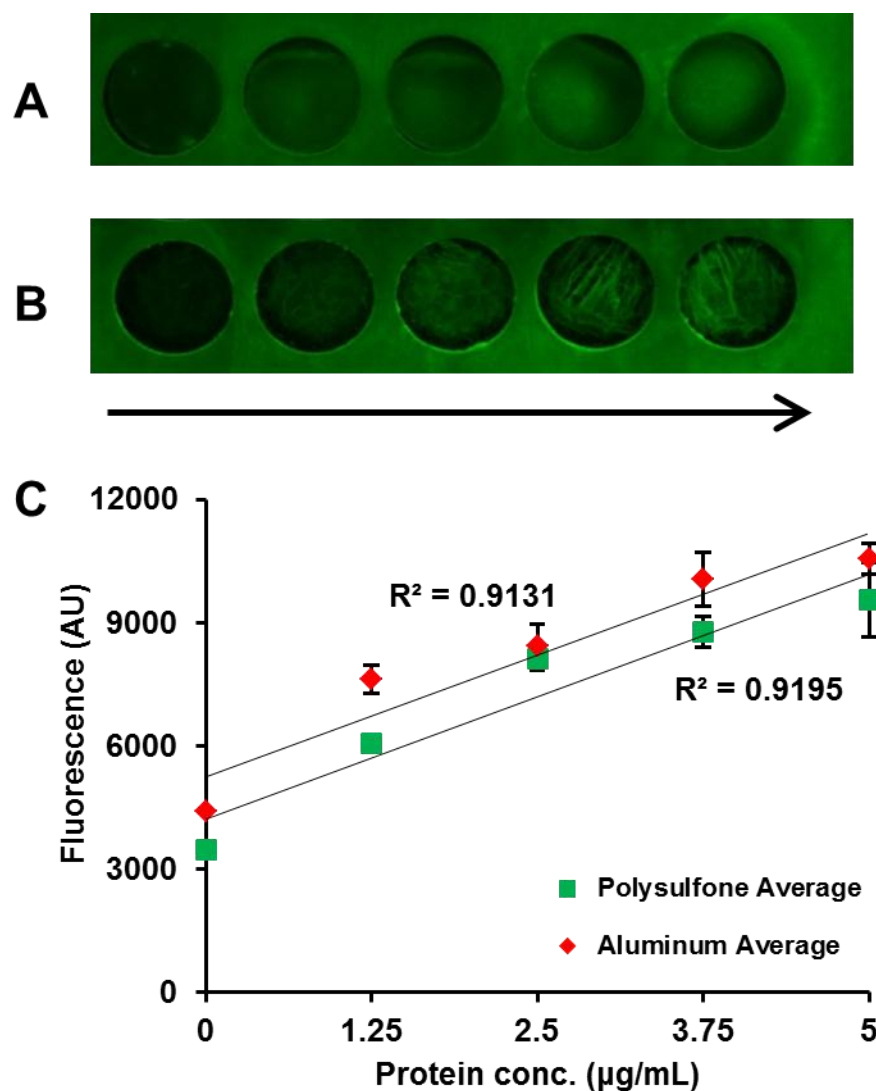 A
B
C
12000
9000
6000
3000
0
Fluorescence (AU)
R² = 0.9131
R² = 0.9195
Polysulfone Average
Aluminum Average
0 1.25 2.5 3.75 5
Protein conc. (µg/mL)